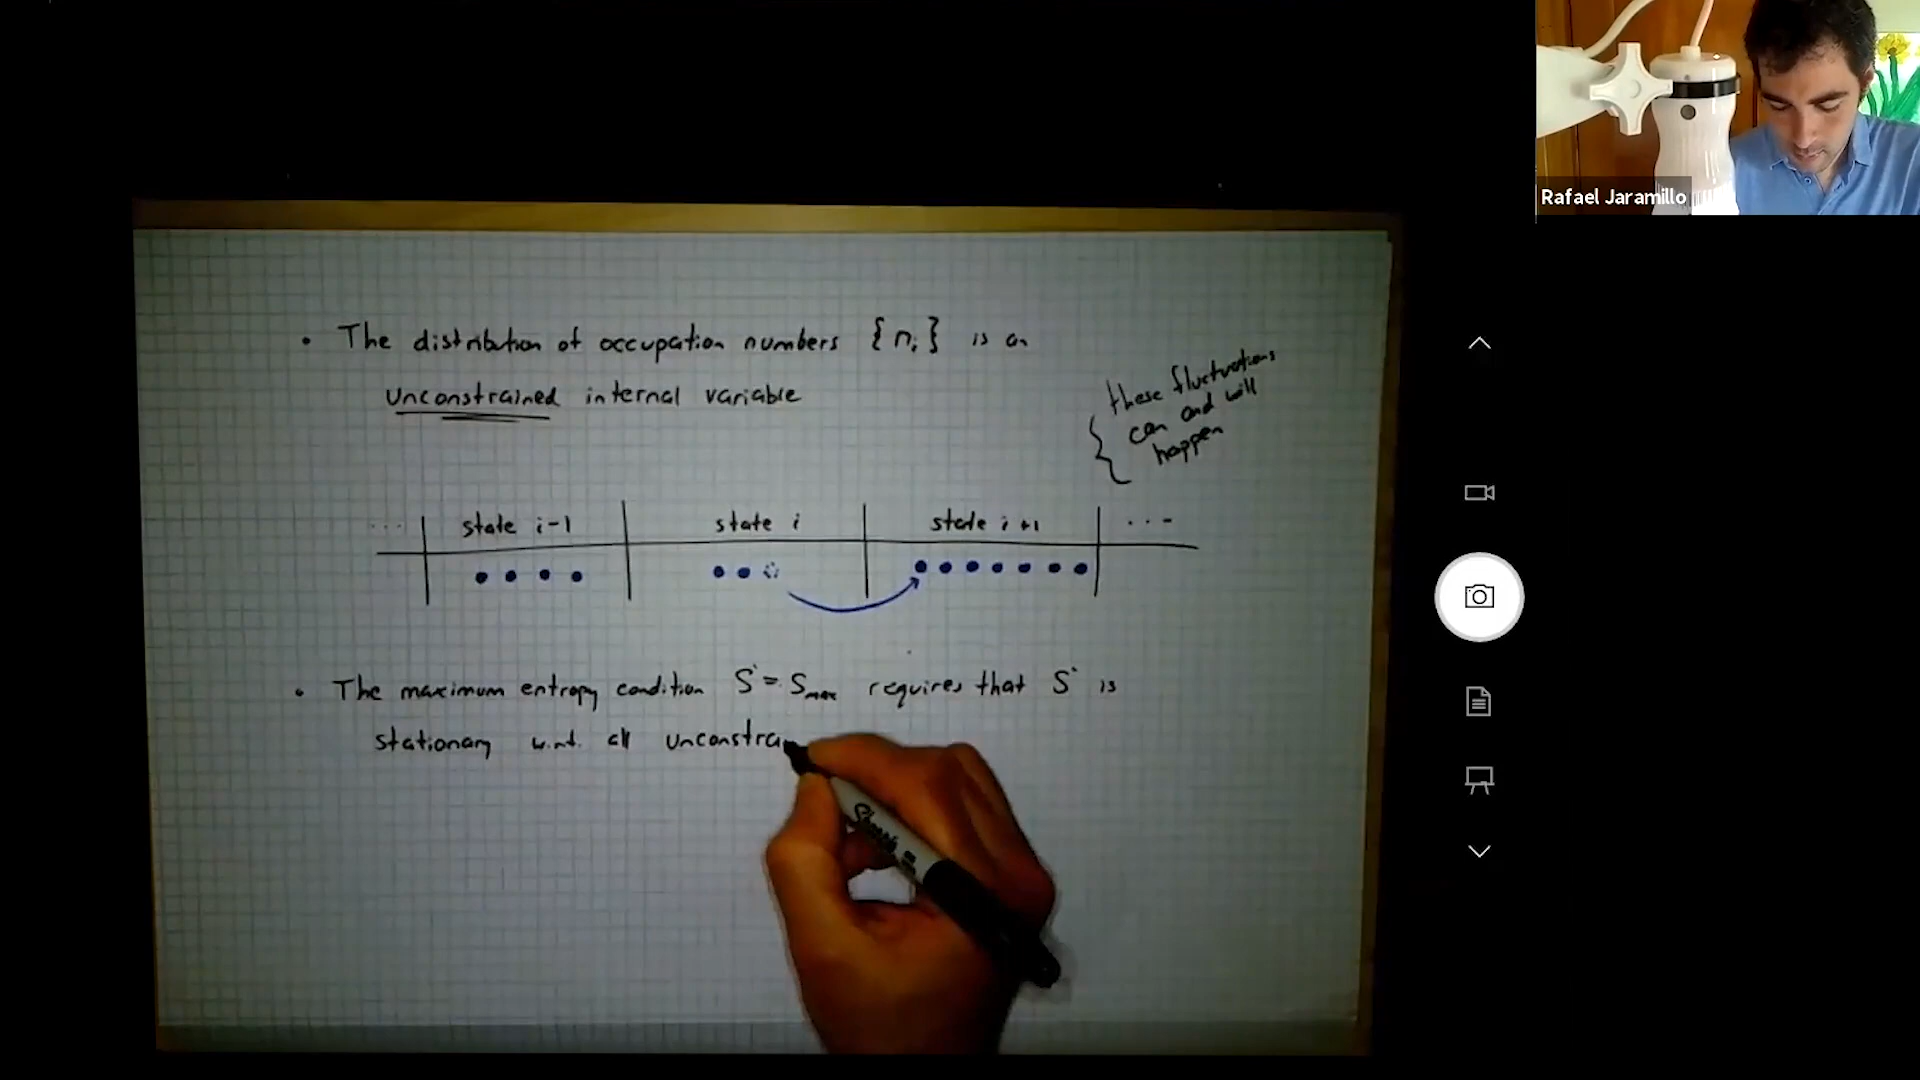 Rafael Jaramillo
• The distribution of occupation numbers {nᵢ} is an
unconstrained internal variable
these fluctuations
can and will
happen
... state i-1 state i state i+1 ...
• The maximum entropy condition S = Smax requires that S is
stationary w.r.t. all unconstra
Sharpie